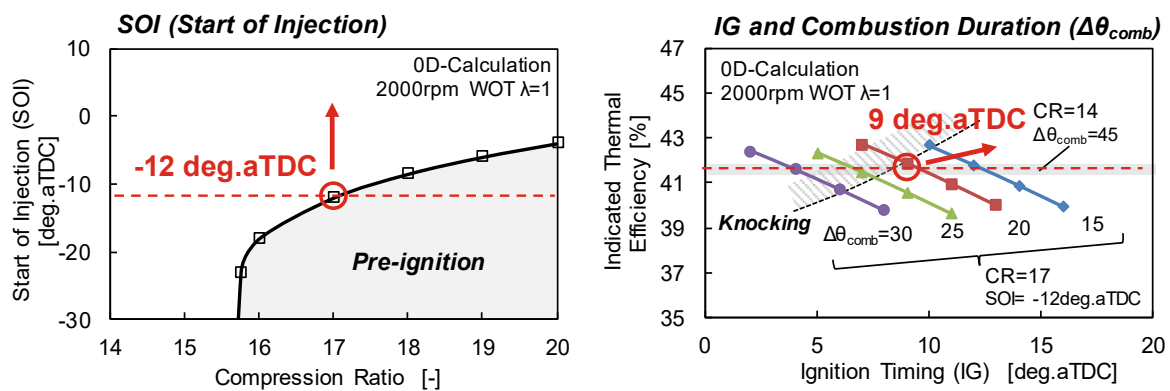 SOI (Start of Injection)
Start of Injection (SOI)
[deg.aTDC]
10
0
-10
-20
-30
0D-Calculation
2000rpm WOT λ=1
-12 deg.aTDC
Pre-ignition
14 15 16 17 18 19 20
Compression Ratio [-]
IG and Combustion Duration (Δθcomb)
Indicated Thermal
Efficiency [%]
47
45
43
41
39
37
35
0D-Calculation
2000rpm WOT λ=1
9 deg.aTDC
CR=14
Δθcomb=45
Knocking
Δθcomb=30 25 20 15
CR=17
SOI= -12deg.aTDC
0 5 10 15 20
Ignition Timing (IG) [deg.aTDC]